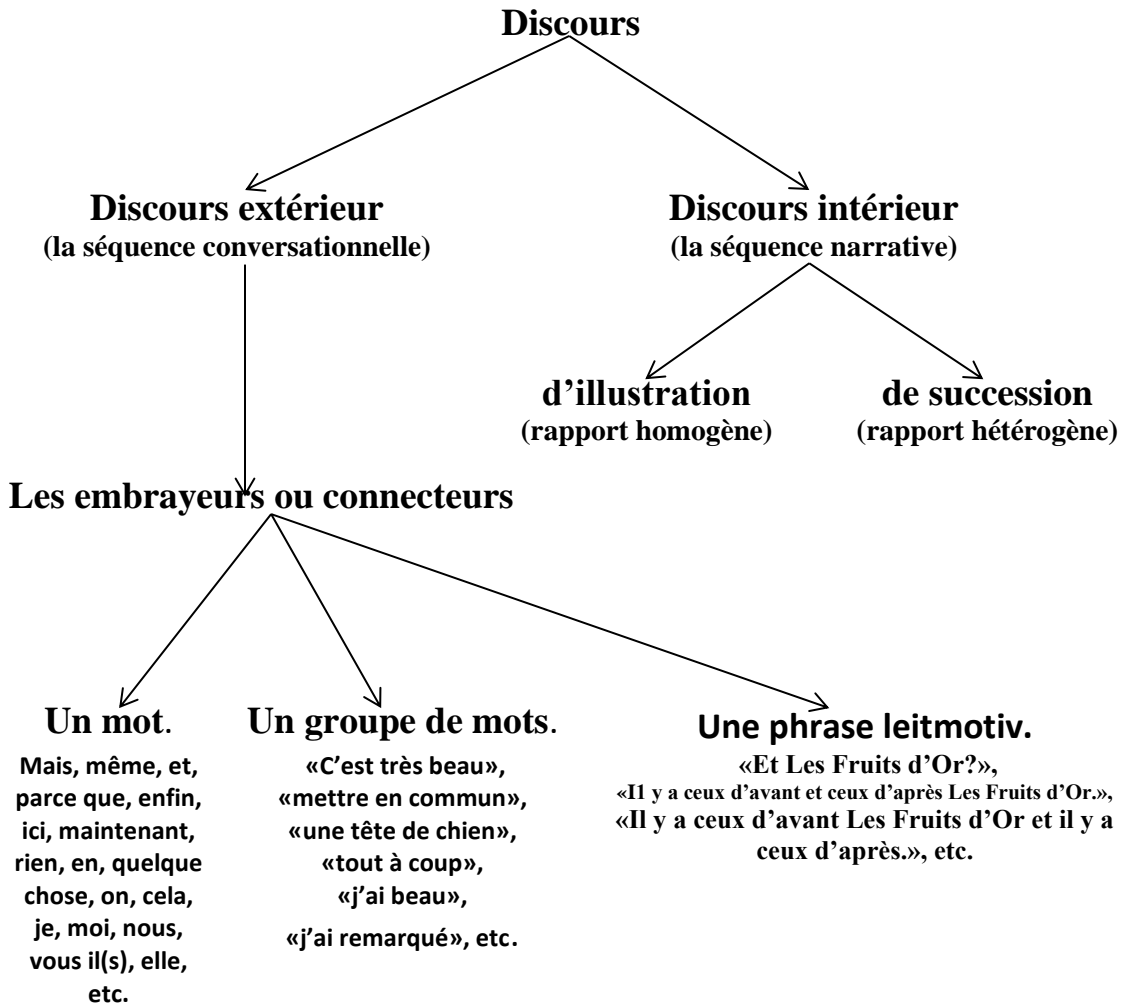 Discours
Discours extérieur
(la séquence conversationnelle)
Discours intérieur
(la séquence narrative)
d’illustration
(rapport homogène)
de succession
(rapport hétérogène)
Les embrayeurs ou connecteurs
Un mot.
Mais, même, et,
parce que, enfin,
ici, maintenant,
rien, en, quelque
chose, on, cela,
je, moi, nous,
vous il(s), elle,
etc.
Un groupe de mots.
«C’est très beau»,
«mettre en commun»,
«une tête de chien»,
«tout à coup»,
«j’ai beau»,
«j’ai remarqué», etc.
Une phrase leitmotiv.
«Et Les Fruits d’Or?»,
«I1 y a ceux d’avant et ceux d’après Les Fruits d’Or.»,
«Il y a ceux d’avant Les Fruits d’Or et il y a
ceux d’après.», etc.